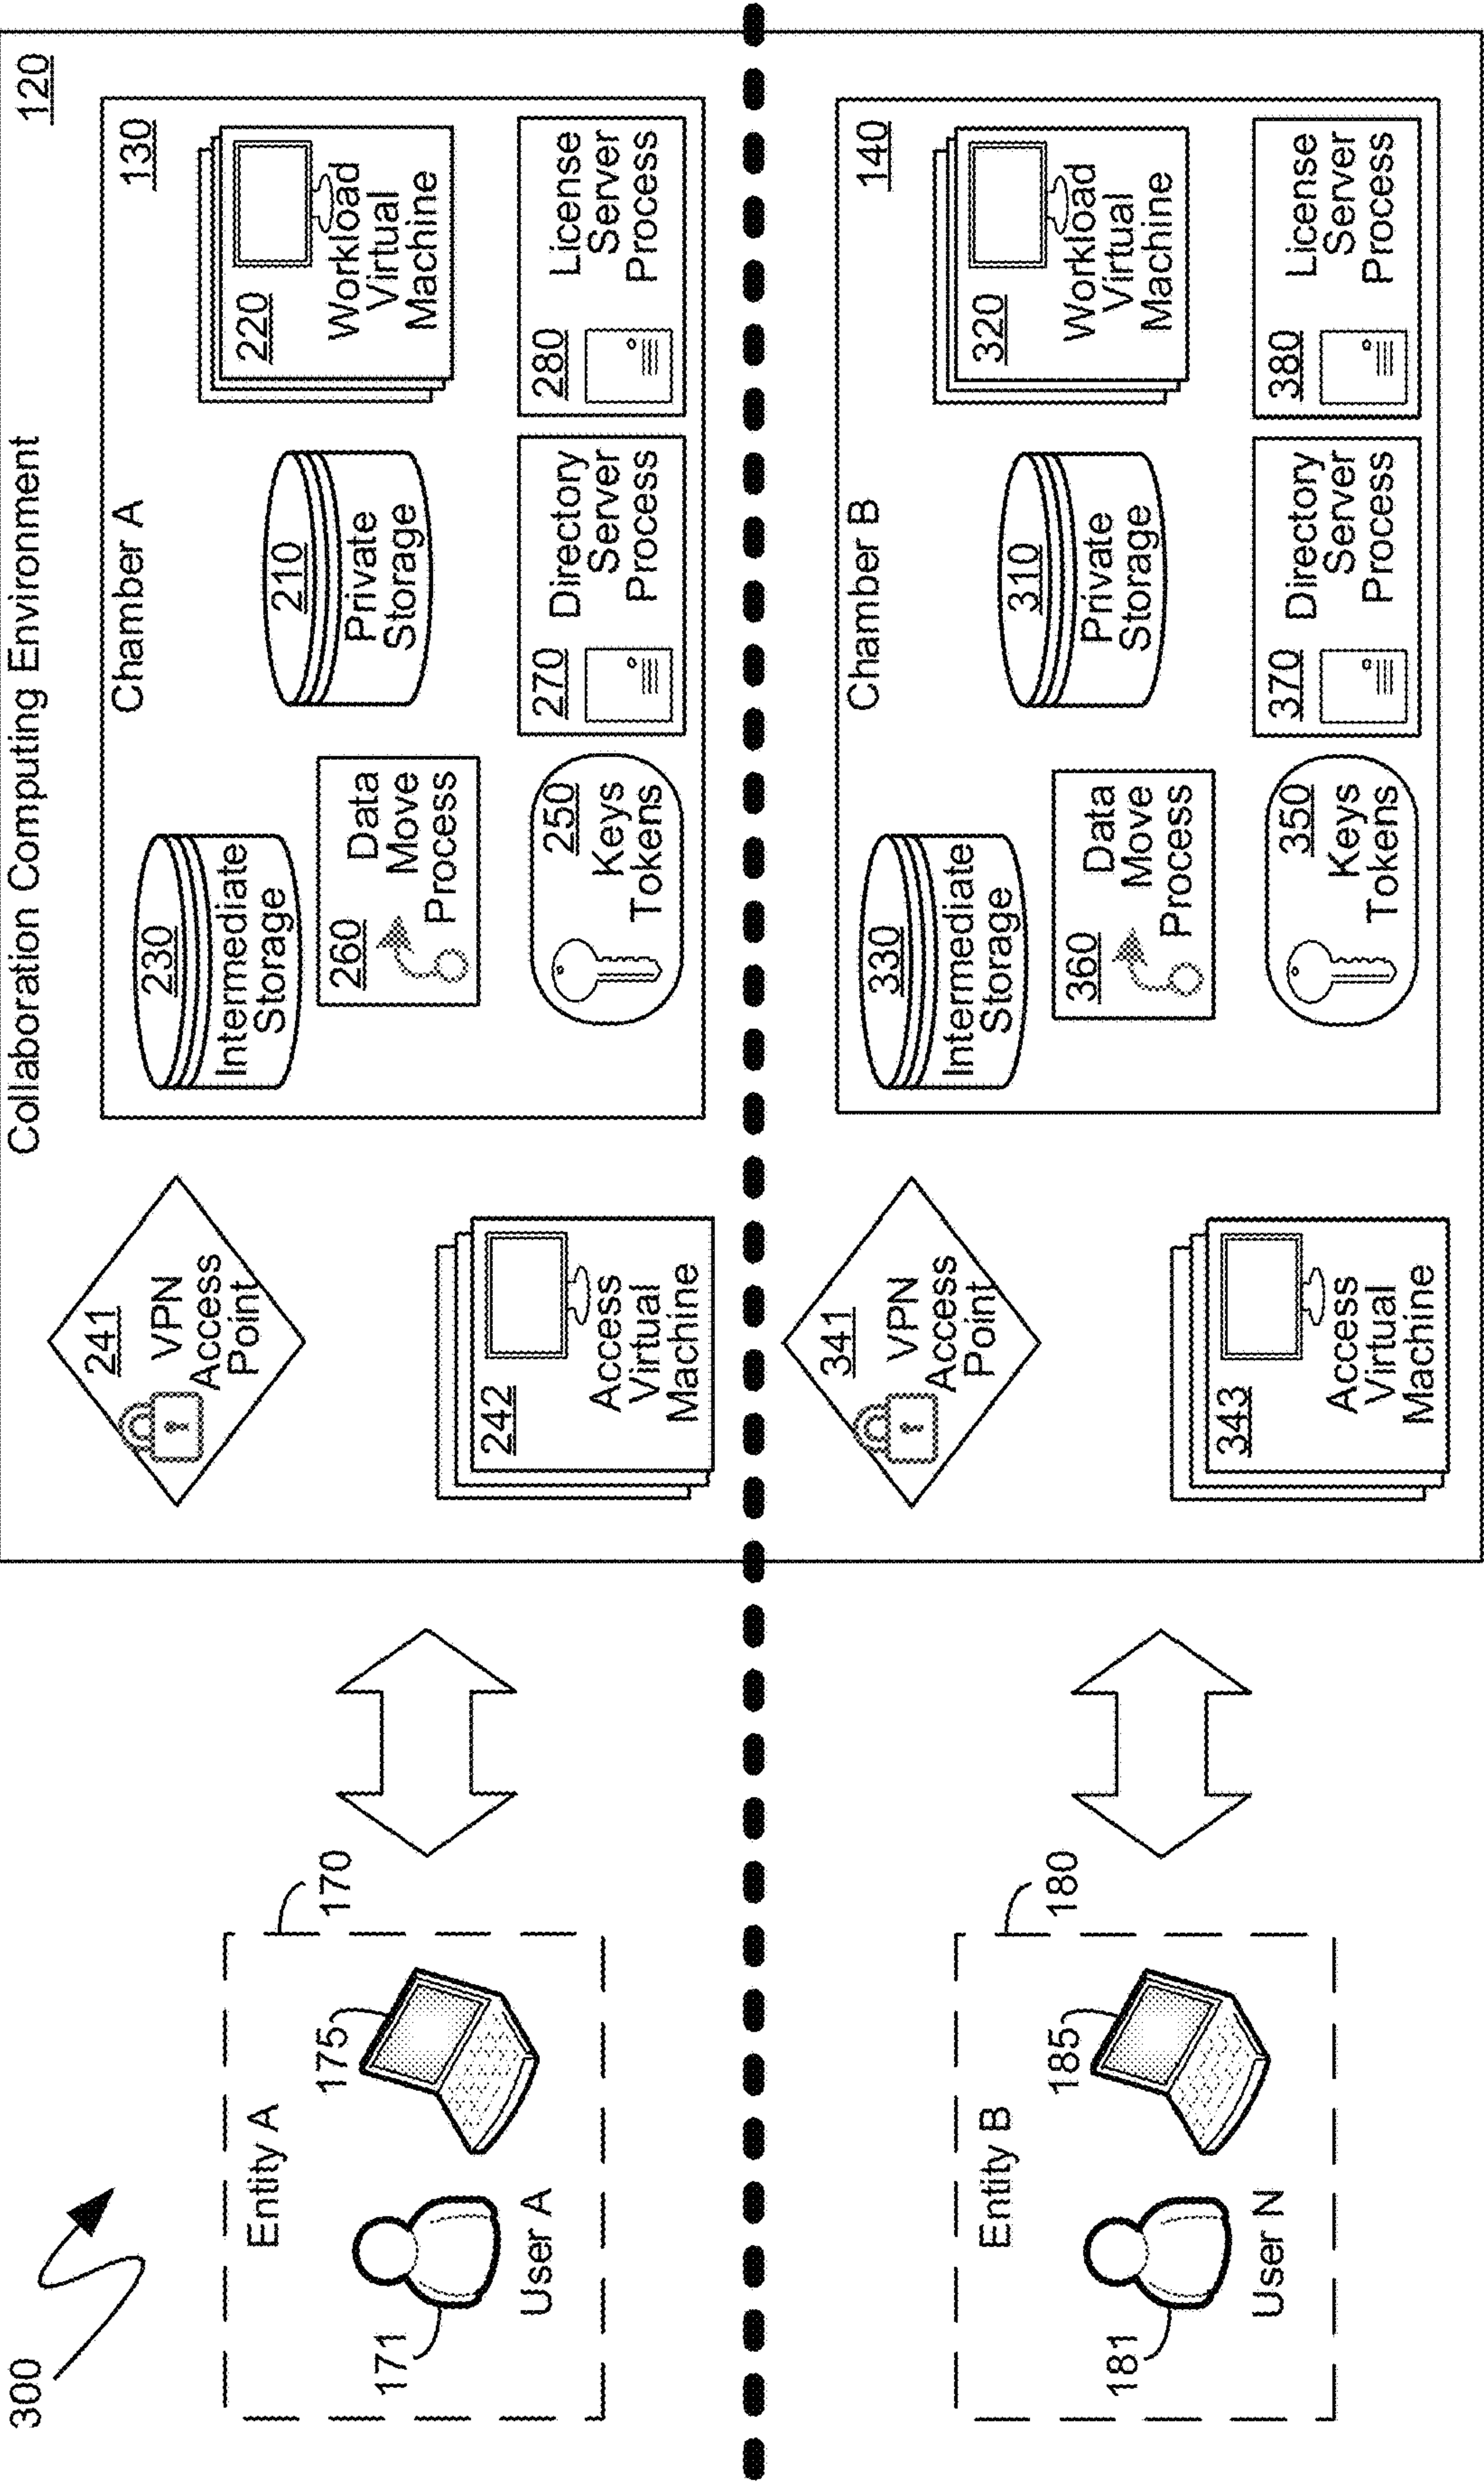 300
Entity A
170
175
171
User A
Collaboration Computing Environment
120
241
VPN
Access
Point
242
Access
Virtual
Machine
Chamber A
130
230
Intermediate
Storage
210
Private
Storage
220
Workload
Virtual
Machine
260
Data
Move
Process
250
Keys
Tokens
270
Directory
Server
Process
280
License
Server
Process
Entity B
180
185
181
User N
341
VPN
Access
Point
343
Access
Virtual
Machine
Chamber B
140
330
Intermediate
Storage
310
Private
Storage
320
Workload
Virtual
Machine
360
Data
Move
Process
350
Keys
Tokens
370
Directory
Server
Process
380
License
Server
Process